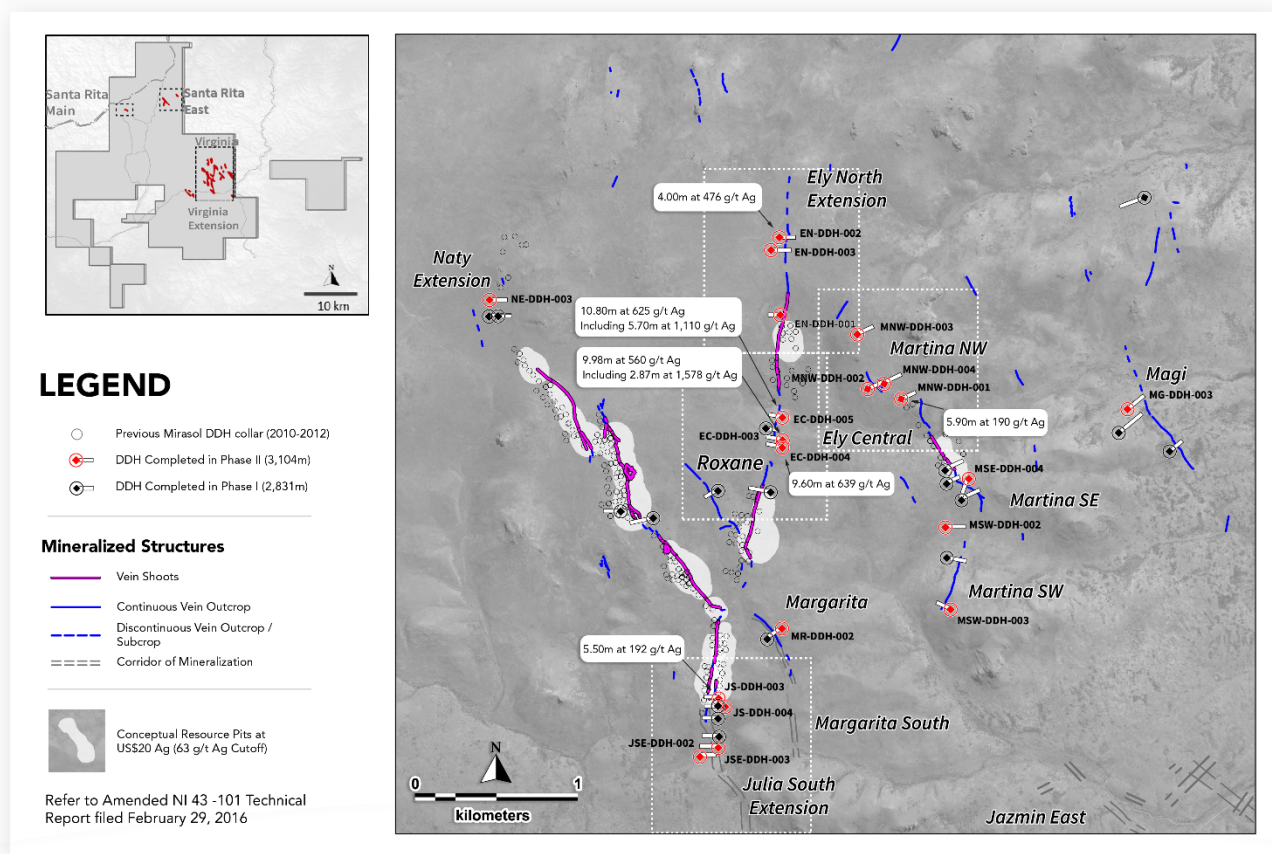 Santa Rita
Main
Santa Rita
East
Virginia
Virginia
Extension
N
10 km
LEGEND
Previous Mirasol DDH collar (2010-2012)
DDH Completed in Phase II (3,104m)
DDH Completed in Phase I (2,831m)
Mineralized Structures
Vein Shoots
Continuous Vein Outcrop
Discontinuous Vein Outcrop /
Subcrop
Corridor of Mineralization
Conceptual Resource Pits at
US$20 Ag (63 g/t Ag Cutoff)
Refer to Amended NI 43 -101 Technical
Report filed February 29, 2016
Ely North
Extension
4.00m at 476 g/t Ag
EN-DDH-002
EN-DDH-003
Naty
Extension
NE-DDH-003
10.80m at 625 g/t Ag
Including 5.70m at 1,110 g/t Ag
EN-DDH-001
MNW-DDH-003
Martina NW
9.98m at 560 g/t Ag
Including 2.87m at 1,578 g/t Ag
MNW-DDH-002
MNW-DDH-004
MNW-DDH-001
Magi
MG-DDH-003
5.90m at 190 g/t Ag
EC-DDH-005
EC-DDH-003
Ely Central
EC-DDH-004
Roxane
9.60m at 639 g/t Ag
MSE-DDH-004
Martina SE
MSW-DDH-002
Martina SW
MSW-DDH-003
Margarita
MR-DDH-002
5.50m at 192 g/t Ag
JS-DDH-003
JS-DDH-004
Margarita South
JSE-DDH-002
JSE-DDH-003
Julia South
Extension
N
0
1
kilometers
Jazmin East